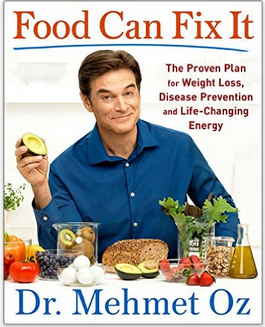 Food Can Fix It
The Proven Plan
for Weight Loss,
Disease Prevention
and Life-Changing
Energy
Dr. Mehmet Oz